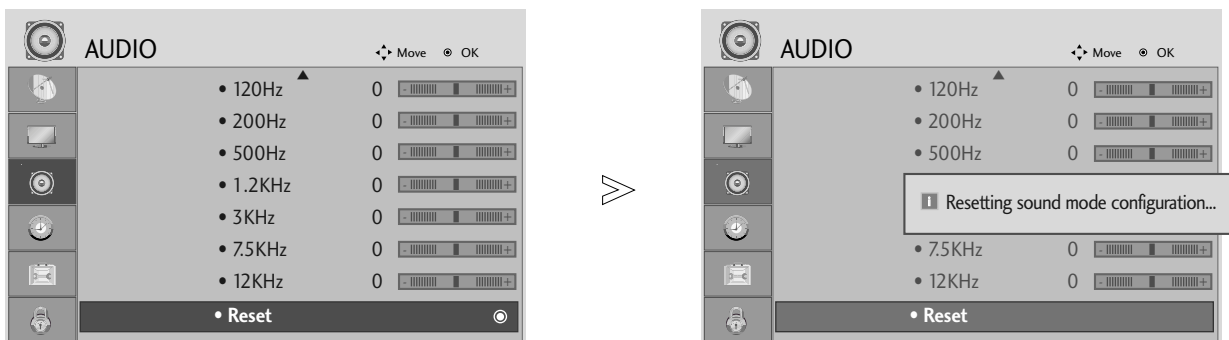 AUDIO Move OK
• 120Hz 0 - +
• 200Hz 0 - +
• 500Hz 0 - +
• 1.2KHz 0 - +
• 3KHz 0 - +
• 7.5KHz 0 - +
• 12KHz 0 - +
• Reset
AUDIO Move OK
• 120Hz 0 - +
• 200Hz 0 - +
• 500Hz 0 - +
i Resetting sound mode configuration...
• 7.5KHz 0 - +
• 12KHz 0 - +
• Reset